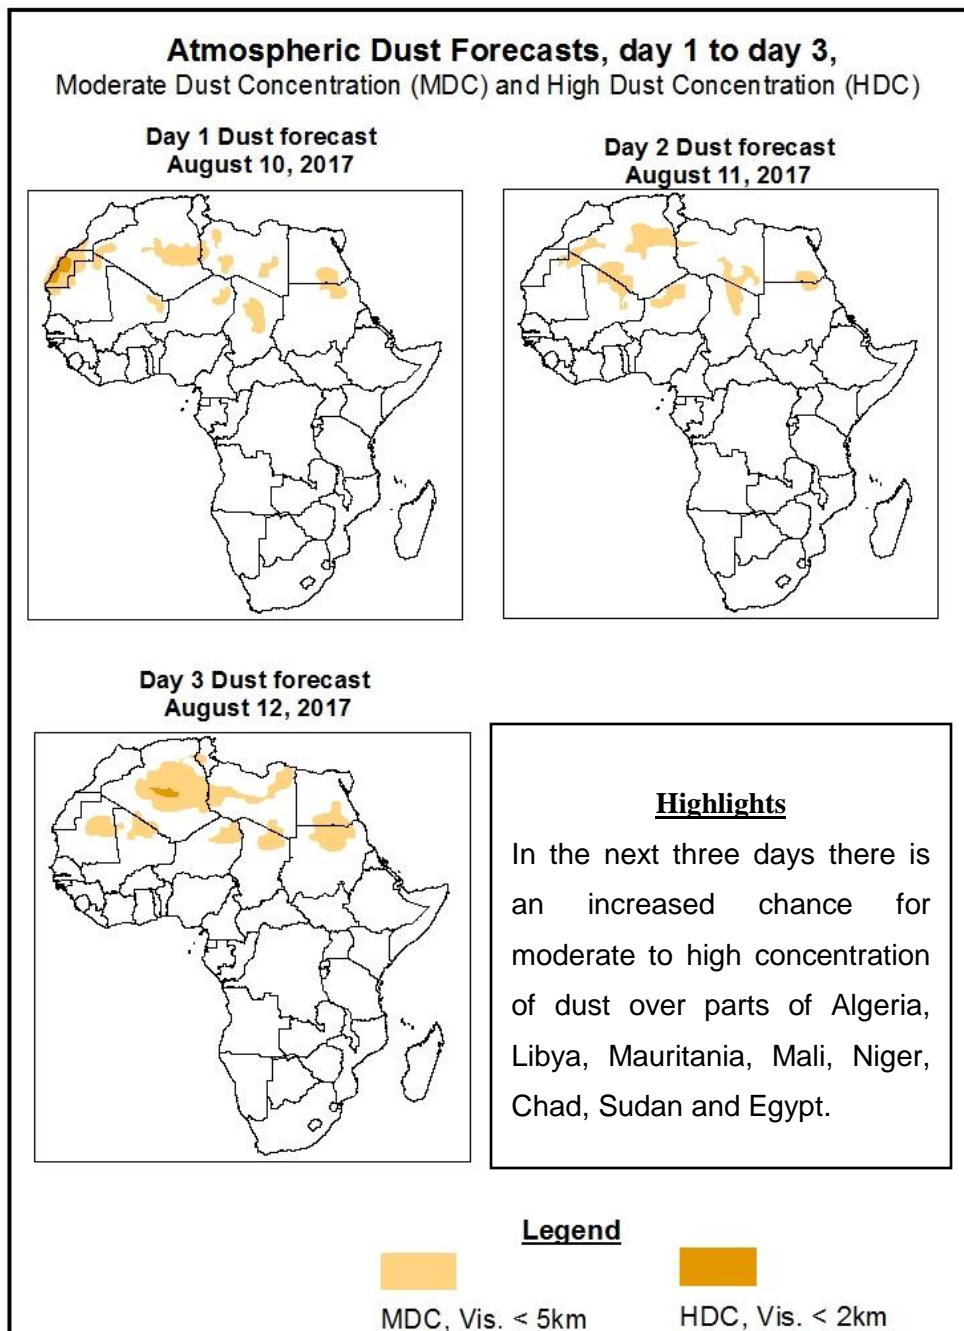 Atmospheric Dust Forecasts, day 1 to day 3,
Moderate Dust Concentration (MDC) and High Dust Concentration (HDC)
Day 1 Dust forecast
August 10, 2017
Day 2 Dust forecast
August 11, 2017
Day 3 Dust forecast
August 12, 2017
Highlights
In the next three days there is
an increased chance for
moderate to high concentration
of dust over parts of Algeria,
Libya, Mauritania, Mali, Niger,
Chad, Sudan and Egypt.
Legend
MDC, Vis. < 5km
HDC, Vis. < 2km